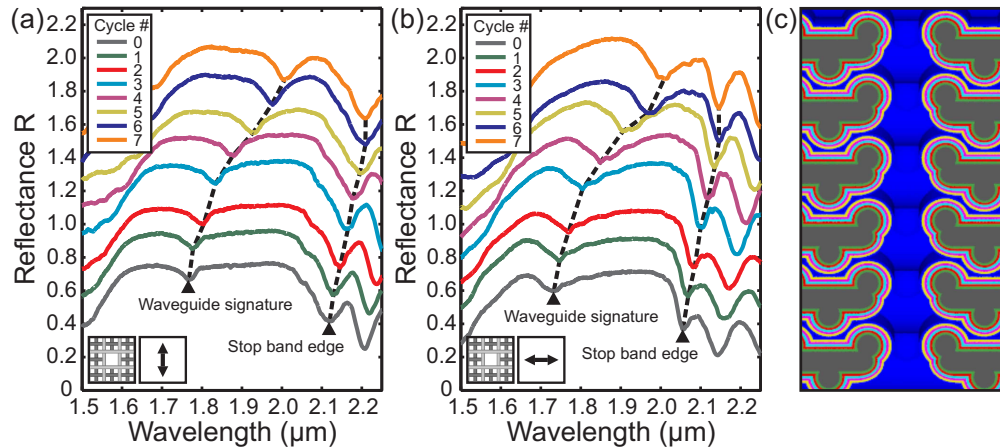 (a)
Cycle #
0
1
2
3
4
5
6
7
Reflectance R
2.2
2.0
1.8
1.6
1.4
1.2
1.0
0.8
0.6
0.4
0.2
0
Waveguide signature
Stop band edge
1.5 1.6 1.7 1.8 1.9 2.0 2.1 2.2
Wavelength (µm)
(b)
Cycle #
0
1
2
3
4
5
6
7
Reflectance R
2.2
2.0
1.8
1.6
1.4
1.2
1.0
0.8
0.6
0.4
0.2
0
Waveguide signature
Stop band edge
1.5 1.6 1.7 1.8 1.9 2.0 2.1 2.2
Wavelength (µm)
(c)